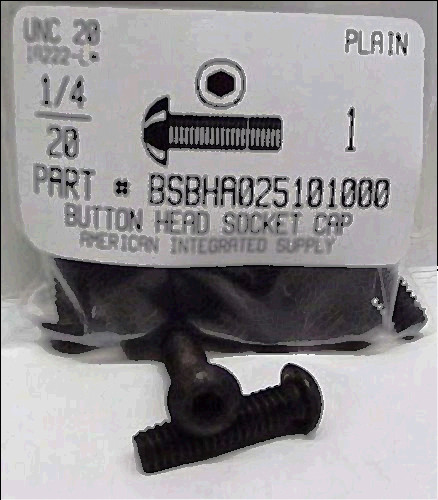 UNC 20
PLAIN
1/4
20
1
PART # BSBHA025101000
BUTTON HEAD SOCKET CAP
AMERICAN INTEGRATED SUPPLY